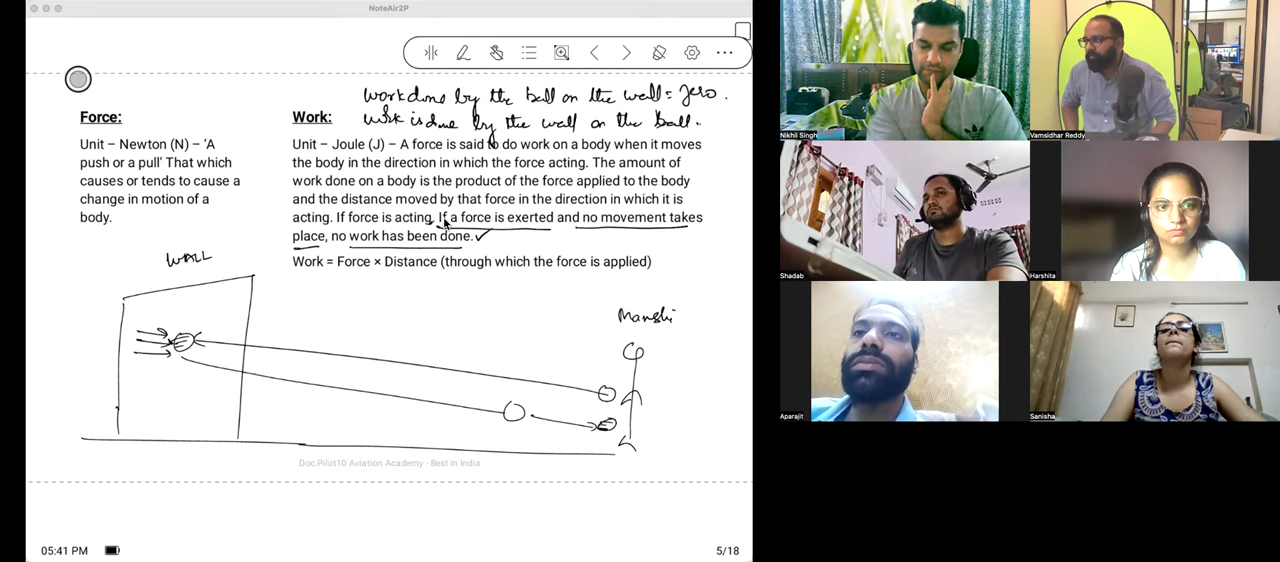 NoteAir2P
Work done by the ball on the wall = zero.
Work is done by the wall on the ball.
Force:
Unit – Newton (N) – 'A
push or a pull' That which
causes or tends to cause a
change in motion of a
body.
Work:
Unit – Joule (J) – A force is said to do work on a body when it moves
the body in the direction in which the force acting. The amount of
work done on a body is the product of the force applied to the body
and the distance moved by that force in the direction in which it is
acting. If force is acting. If a force is exerted and no movement takes
place, no work has been done.
Work = Force × Distance (through which the force is applied)
WALL
Manshi
Doc.Pilot10 Aviation Academy - Best in India
05:41 PM
5/18
Nikhil Singh
Vamsidhar Reddy
Shadab
Harshita
Aparajit
Sanisha